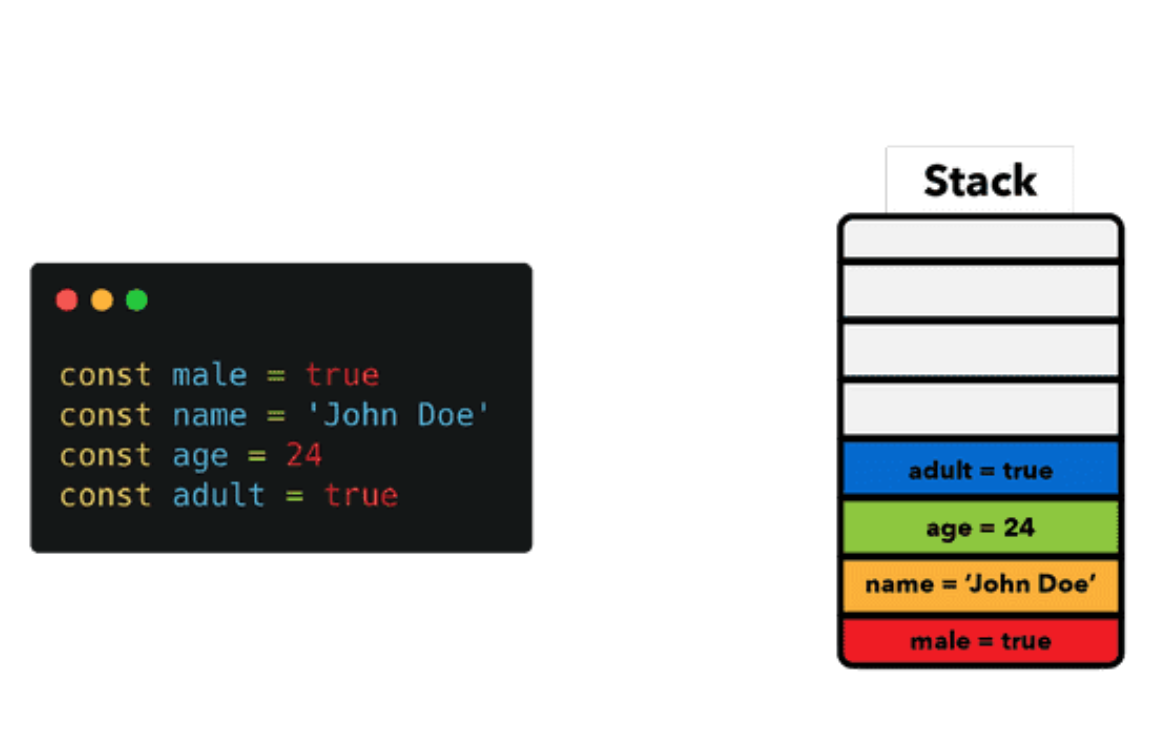 const male = true
const name = 'John Doe'
const age = 24
const adult = true
Stack
adult = true
age = 24
name = ‘John Doe’
male = true